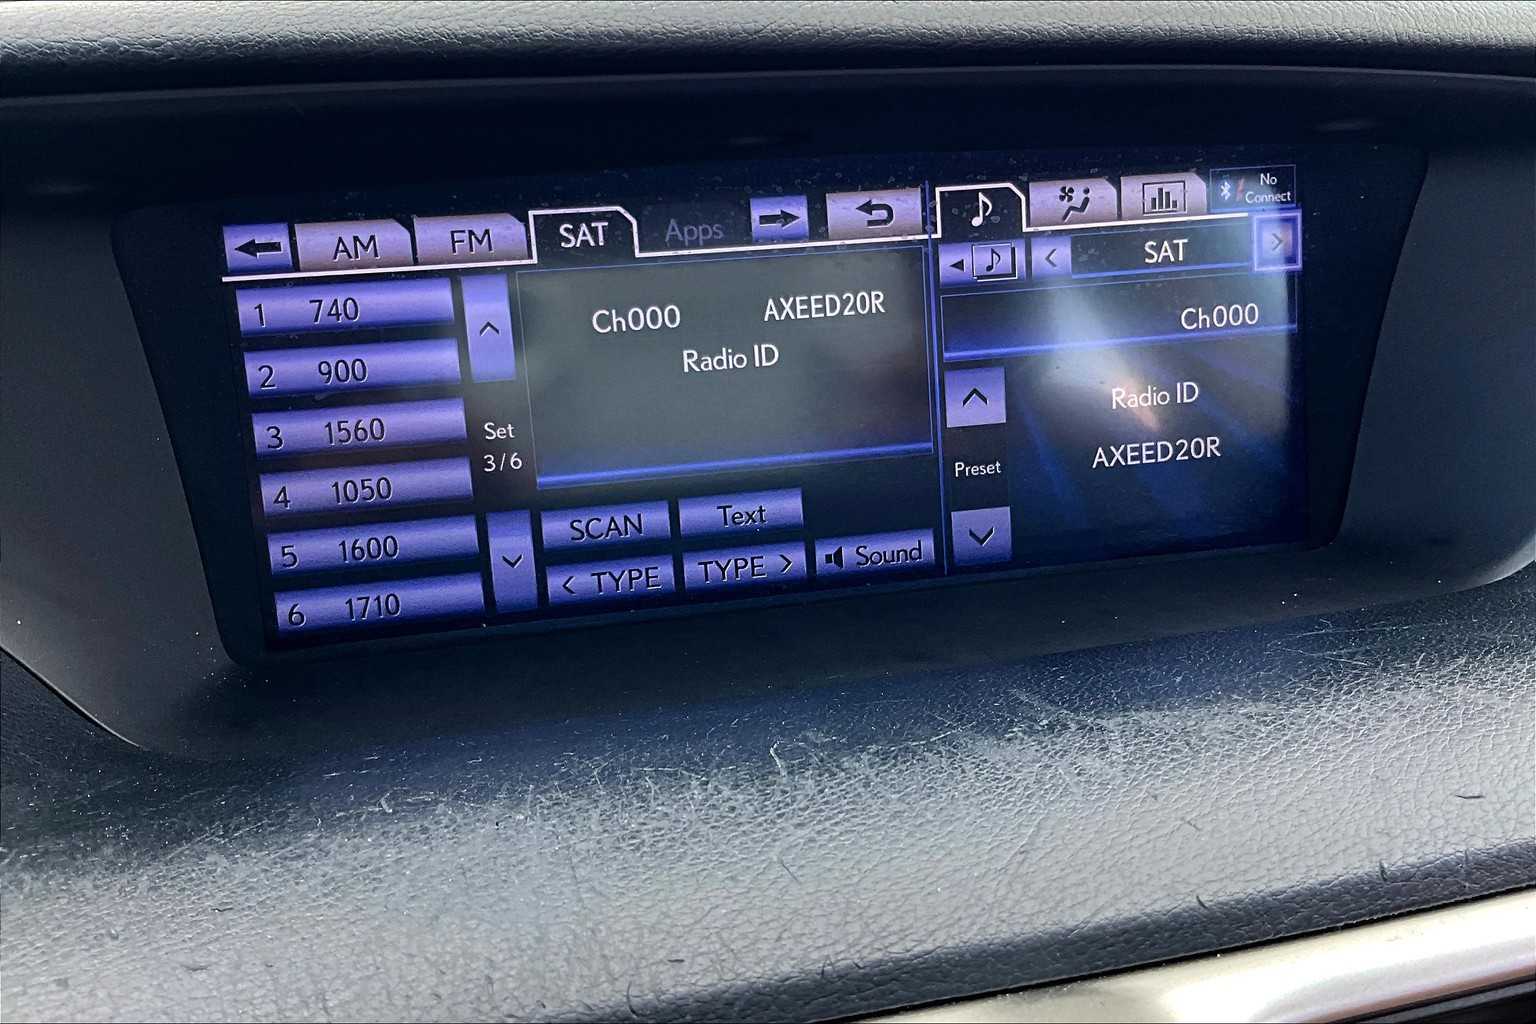 AM FM SAT Apps
1 740
2 900
3 1560
4 1050
5 1600
6 1710
Set
3/6
Ch000 AXEED20R
Radio ID
SCAN Text
< TYPE TYPE > Sound
No
Connect
SAT
Ch000
Radio ID
AXEED20R
Preset